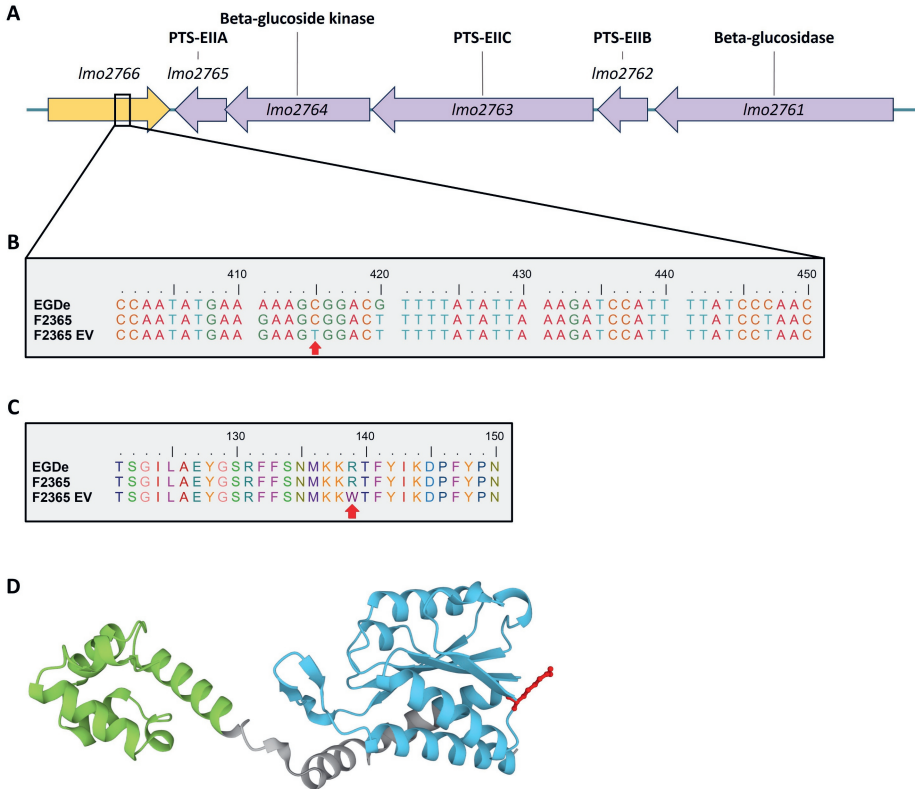 A
Beta-glucoside kinase
PTS-EIIA PTS-EIIC PTS-EIIB Beta-glucosidase
lmo2766 lmo2765 lmo2762
lmo2764 lmo2763 lmo2761
B
410 420 430 440 450
EGDe CCAATATGAA AAAGCGGACG TTTTATATTA AAGATCCATT TTATCCCAAC
F2365 CCAATATGAA GAAGCGGACT TTTTATATTA AAGATCCATT TTATCCTAAC
F2365 EV CCAATATGAA GAAGTGGACT TTTTATATTA AAGATCCATT TTATCCTAAC
C
130 140 150
EGDe TSGILAEYGSRFFSNMKKRTFYIKDPFYPN
F2365 TSGILAEYGSRFFSNMKKRTFYIKDPFYPN
F2365 EV TSGILAEYGSRFFSNMKKWTFYIKDPFYPN
D